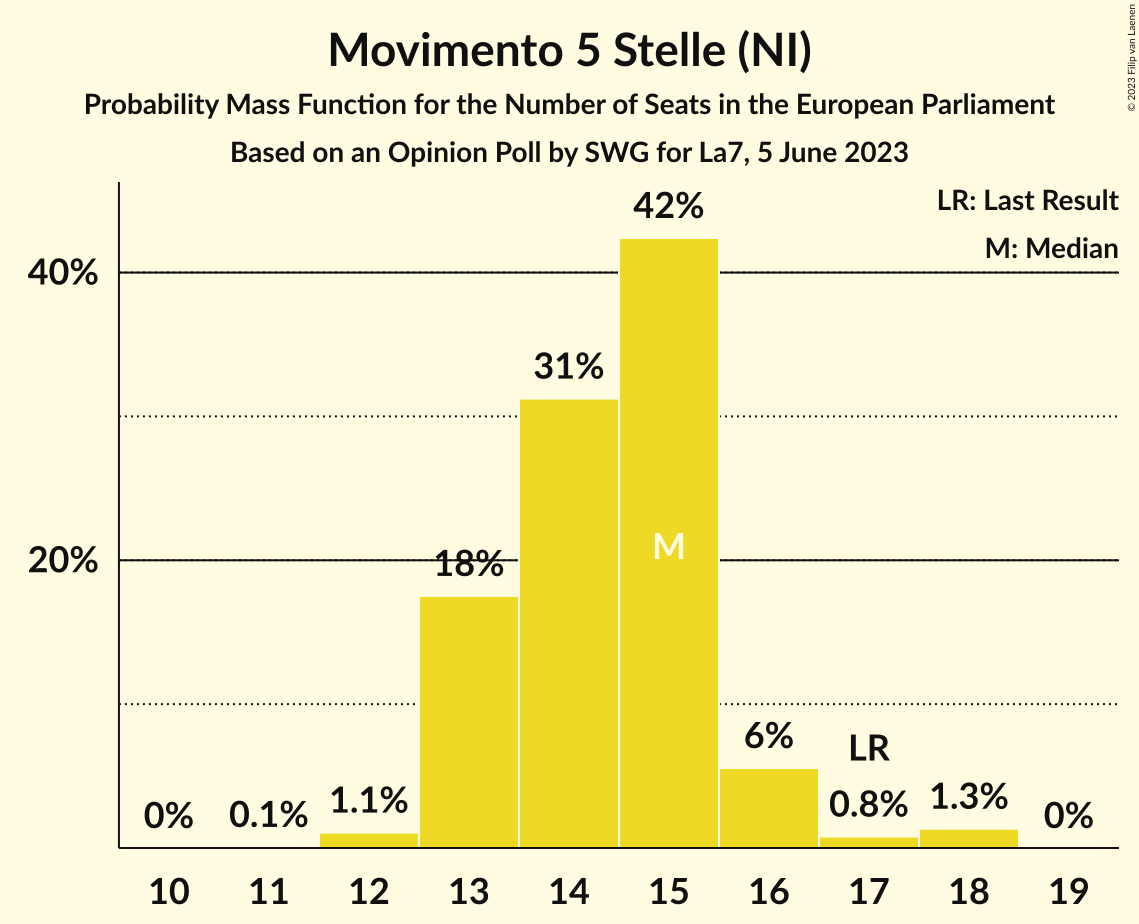 Movimento 5 Stelle (NI)
Probability Mass Function for the Number of Seats in the European Parliament
Based on an Opinion Poll by SWG for La7, 5 June 2023
© 2023 Filip van Laenen
LR: Last Result
M: Median
42%
40%
31%
M
20%
18%
6%
LR
0%
0.1%
1.1%
0.8%
1.3%
0%
10 11 12 13 14 15 16 17 18 19